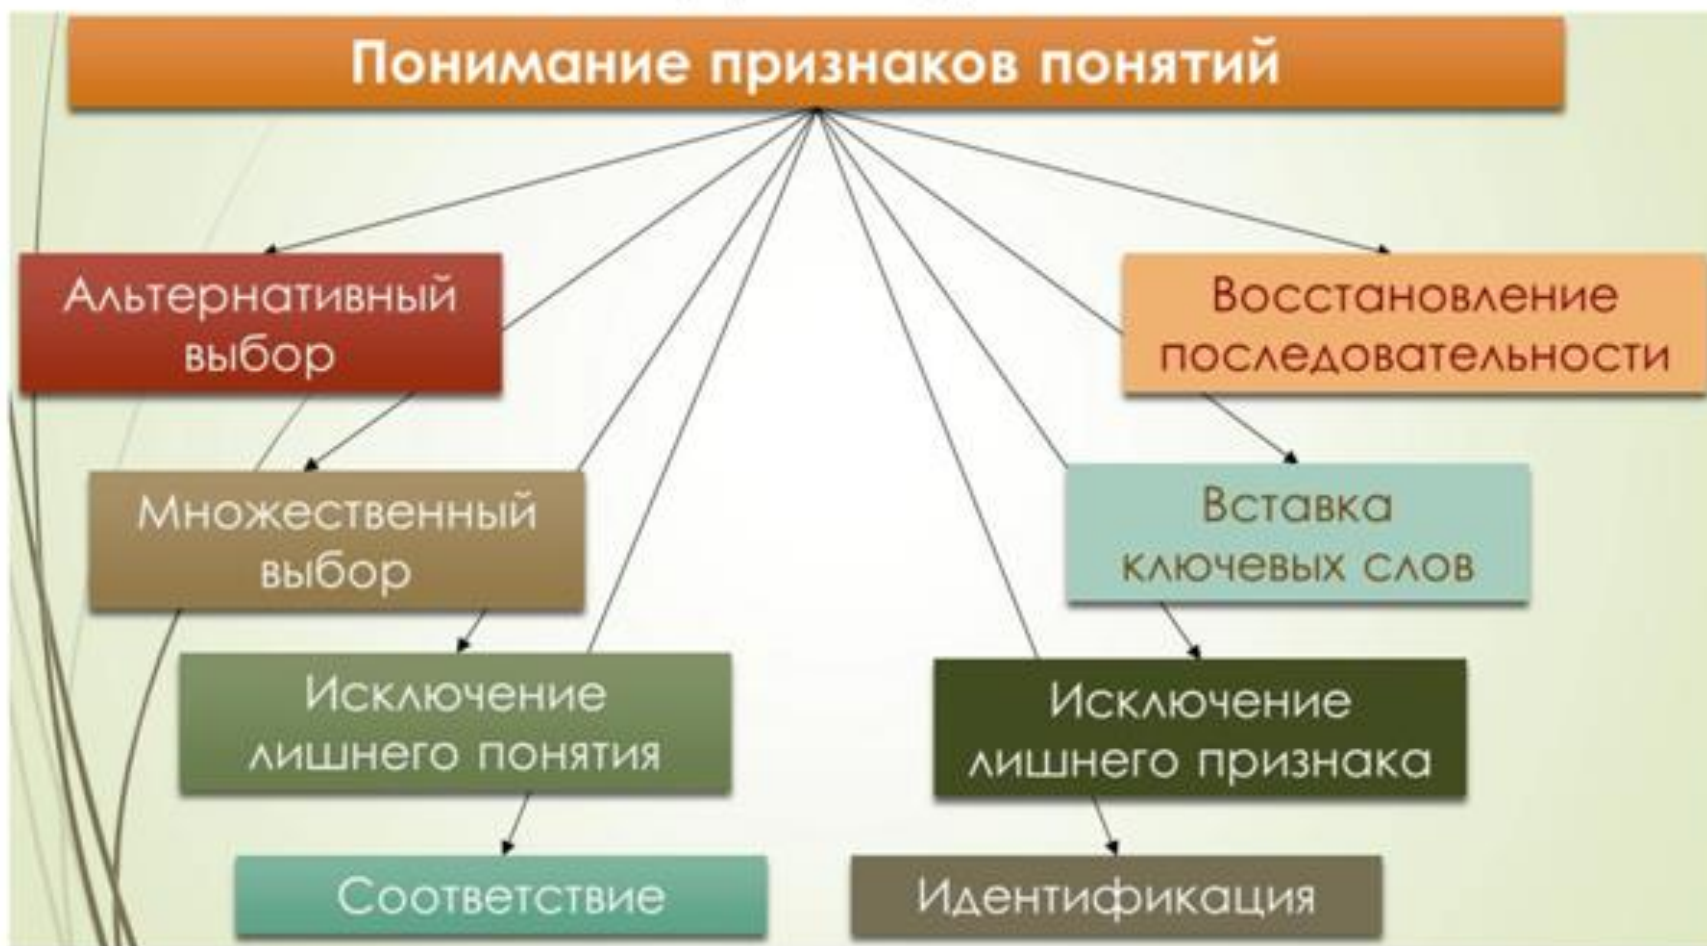 Понимание признаков понятий
Альтернативный
выбор
Восстановление
последовательности
Множественный
выбор
Вставка
ключевых слов
Исключение
лишнего понятия
Исключение
лишнего признака
Соответствие
Идентификация